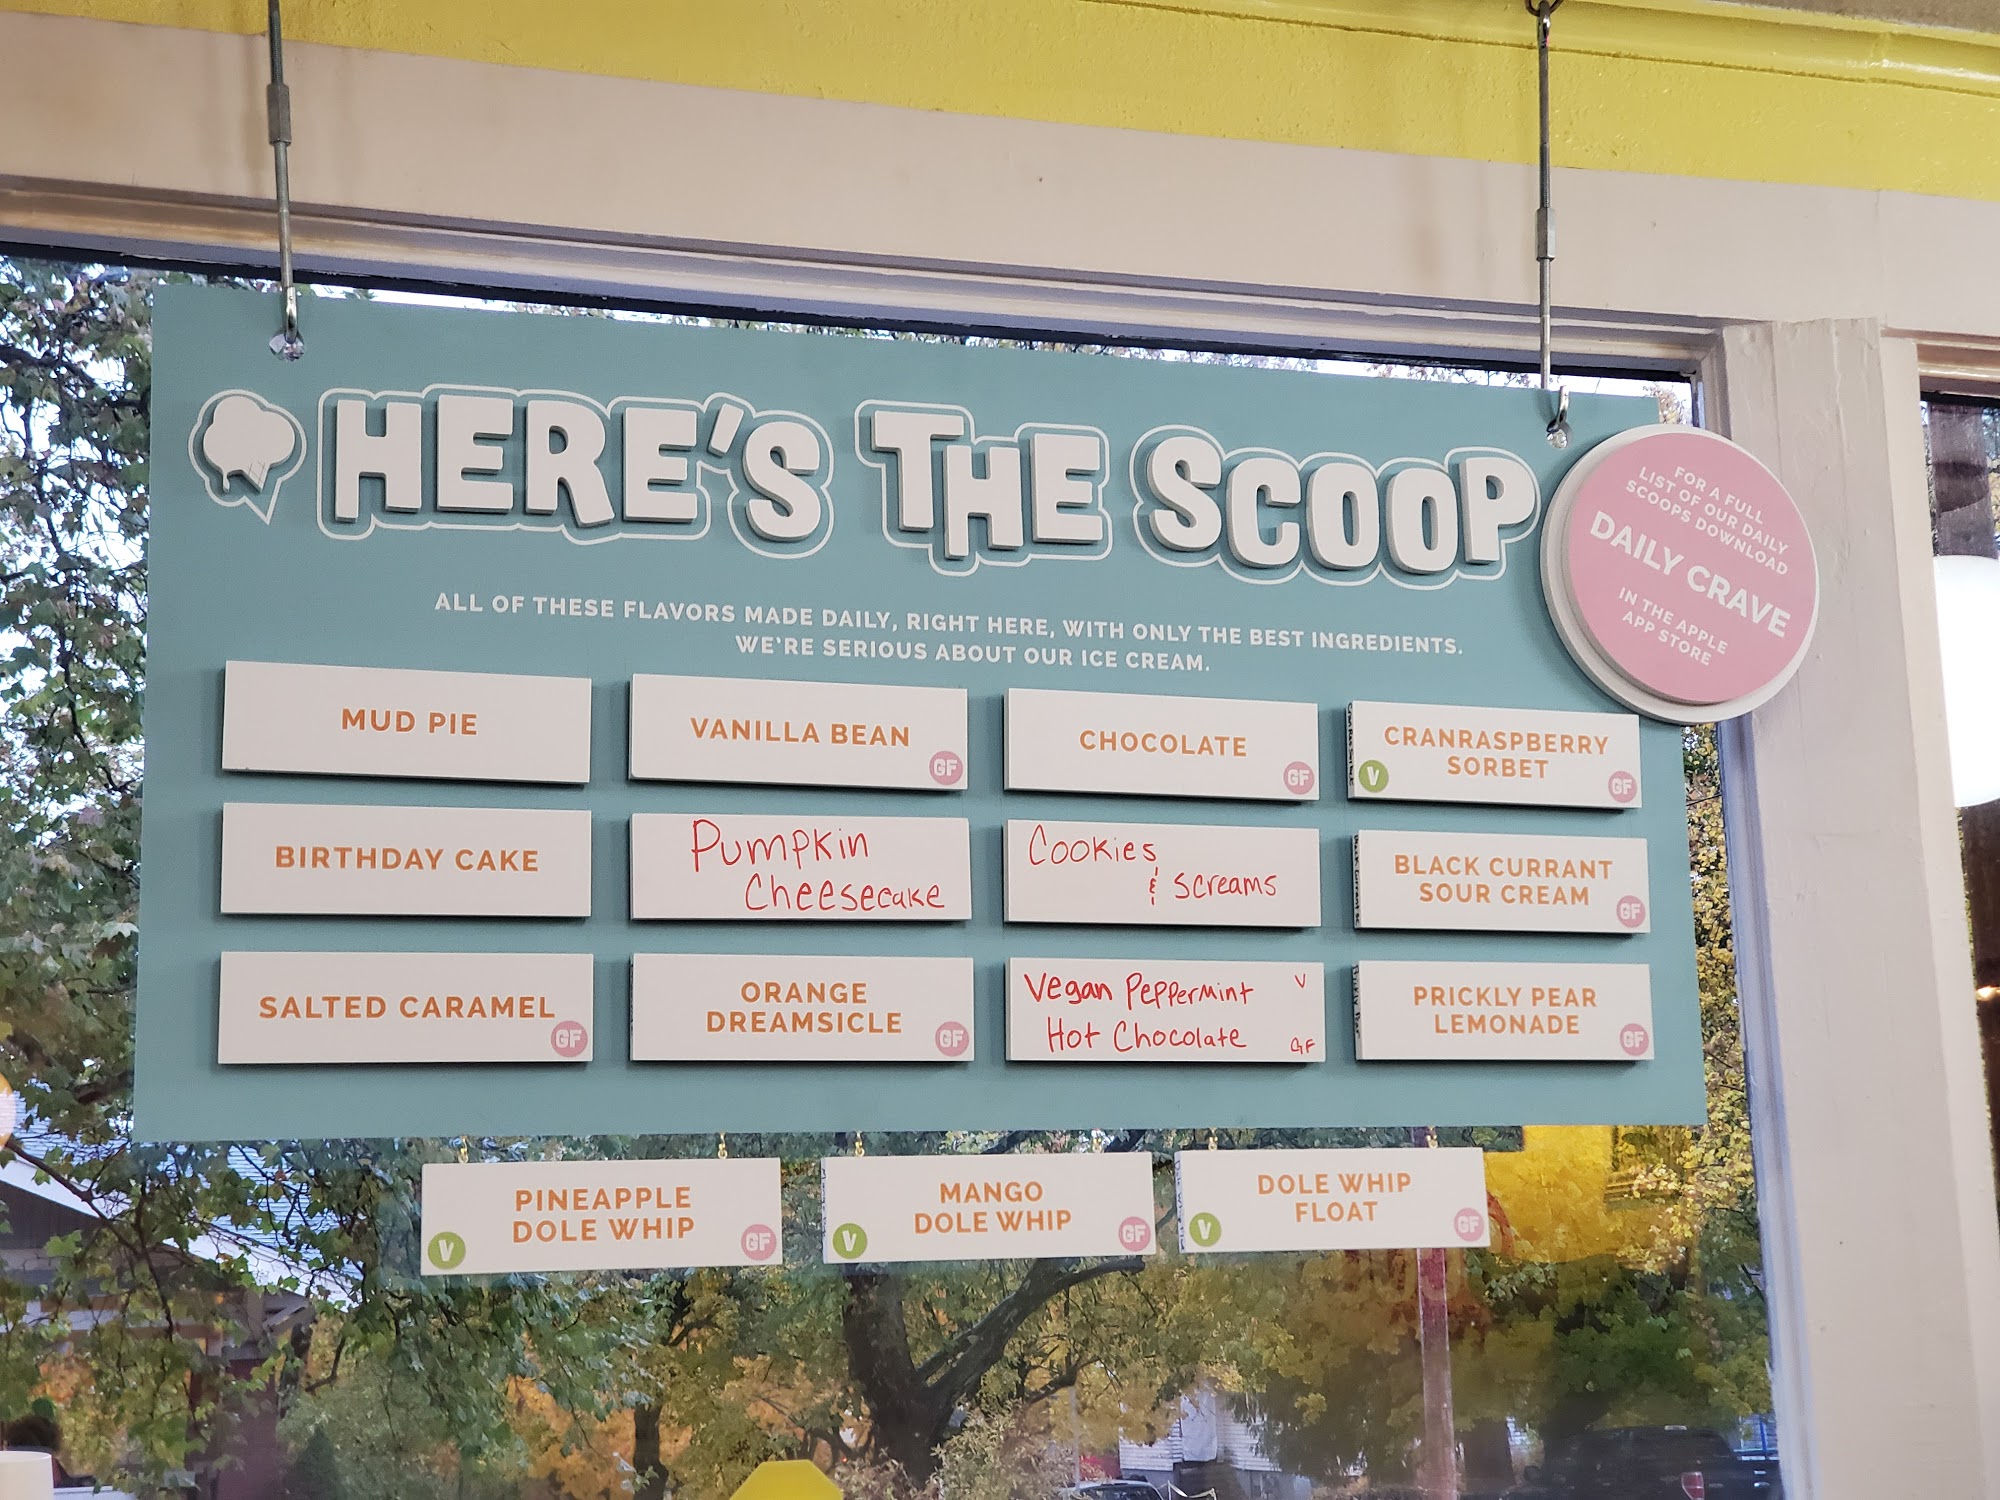 HERE'S THE SCOOP
FOR A FULL
LIST OF OUR DAILY
SCOOPS DOWNLOAD
DAILY CRAVE
IN THE APPLE
APP STORE
ALL OF THESE FLAVORS MADE DAILY, RIGHT HERE, WITH ONLY THE BEST INGREDIENTS.
WE'RE SERIOUS ABOUT OUR ICE CREAM.
MUD PIE
VANILLA BEAN
GF
CHOCOLATE
GF
CRANRASPBERRY
SORBET
V
GF
BIRTHDAY CAKE
Pumpkin
Cheesecake
Cookies
& Screams
BLACK CURRANT
SOUR CREAM
GF
SALTED CARAMEL
GF
ORANGE
DREAMSICLE
GF
Vegan Peppermint V
Hot Chocolate GF
PRICKLY PEAR
LEMONADE
GF
PINEAPPLE
DOLE WHIP
V
GF
MANGO
DOLE WHIP
V
GF
DOLE WHIP
FLOAT
V
GF